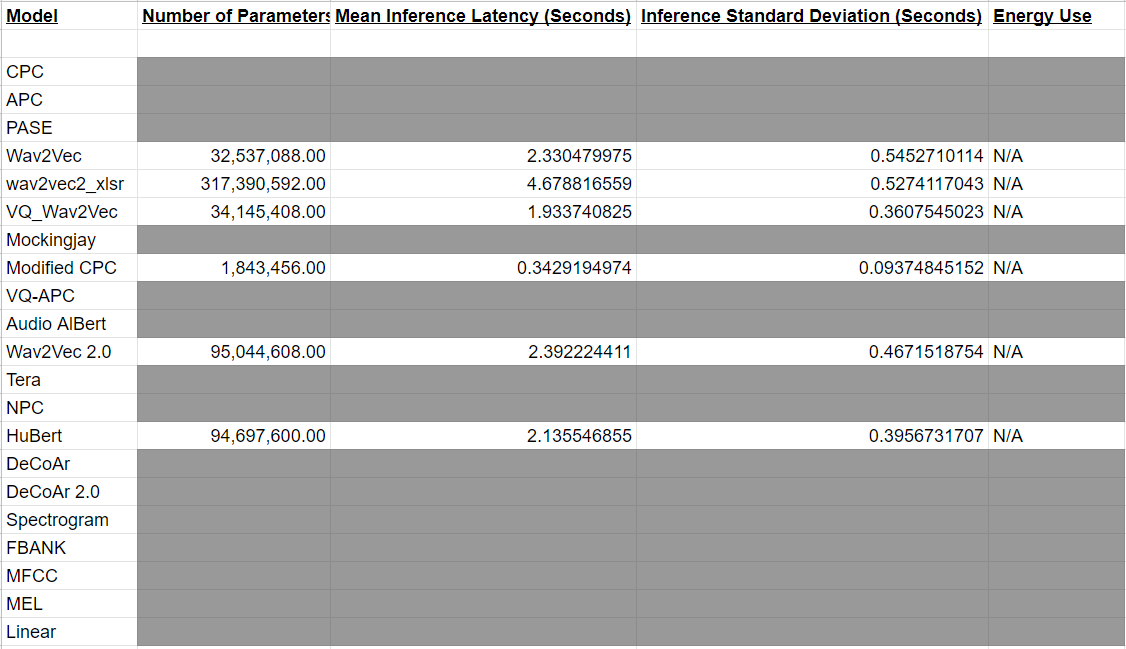 Model Number of Parameters Mean Inference Latency (Seconds) Inference Standard Deviation (Seconds) Energy Use
CPC
APC
PASE
Wav2Vec 32,537,088.00 2.330479975 0.5452710114 N/A
wav2vec2_xlsr 317,390,592.00 4.678816559 0.5274117043 N/A
VQ_Wav2Vec 34,145,408.00 1.933740825 0.3607545023 N/A
Mockingjay
Modified CPC 1,843,456.00 0.3429194974 0.09374845152 N/A
VQ-APC
Audio AlBert
Wav2Vec 2.0 95,044,608.00 2.392224411 0.4671518754 N/A
Tera
NPC
HuBert 94,697,600.00 2.135546855 0.3956731707 N/A
DeCoAr
DeCoAr 2.0
Spectrogram
FBANK
MFCC
MEL
Linear